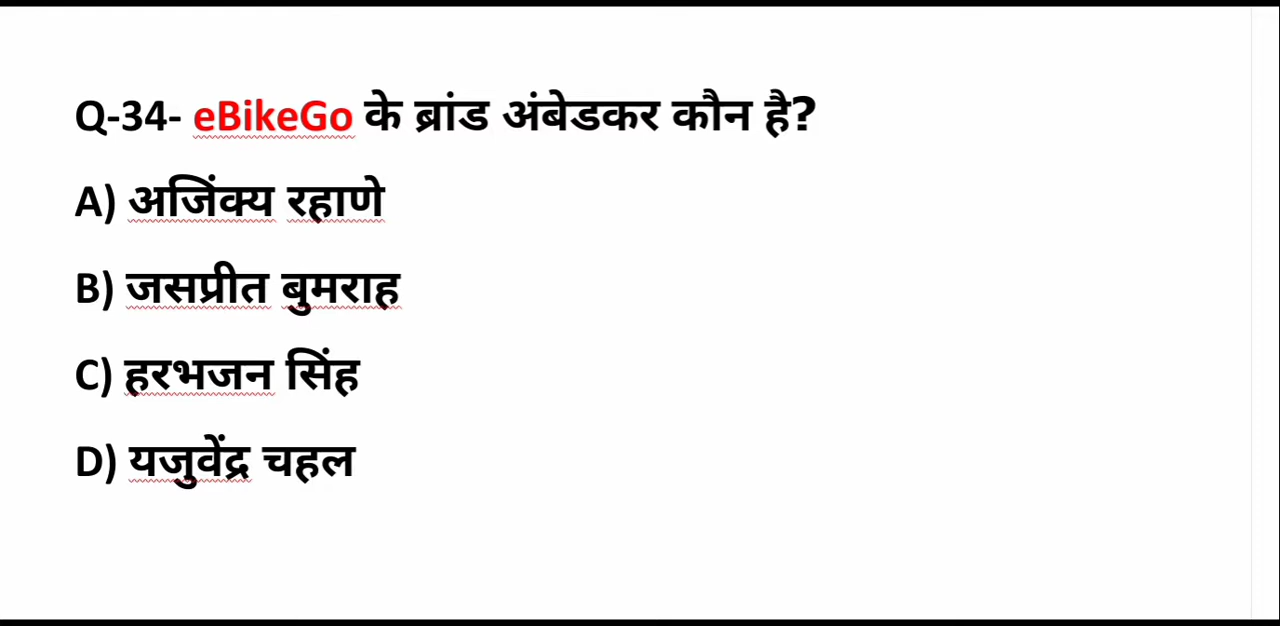 Q-34- eBikeGo के ब्रांड अंबेडकर कौन है?
A) अजिंक्य रहाणे
B) जसप्रीत बुमराह
C) हरभजन सिंह
D) यजुवेंद्र चहल